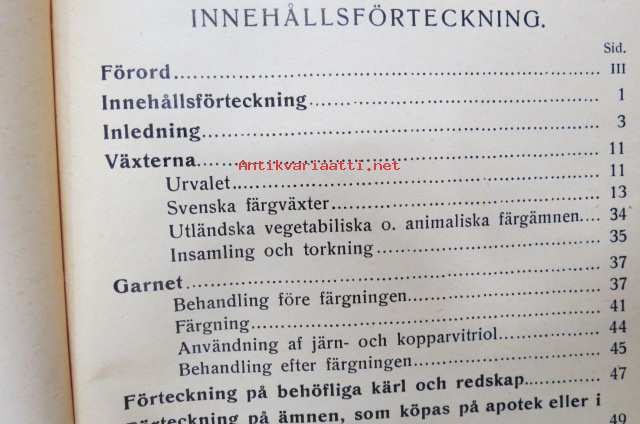 INNEHÅLLSFÖRTECKNING.
Sid.
Förord........................................ III
Innehållsförteckning........................................ 1
Inledning........................................ 3
Växterna........................................ 11
Antikvariaatti.net
Urvalet........................................ 11
Svenska färgväxter........................................ 13
Utländska vegetabiliska o. animaliska färgämnen.... 34
Insamling och torkning........................................ 35
Garnet........................................ 37
Behandling före färgningen........................................ 37
Färgning........................................ 41
Användning af järn- och kopparvitriol.................... 44
Behandling efter färgningen........................................ 45
Förteckning på behöfliga kärl och redskap.............. 47
Förteckning på ämnen, som köpas på apotek eller i
49